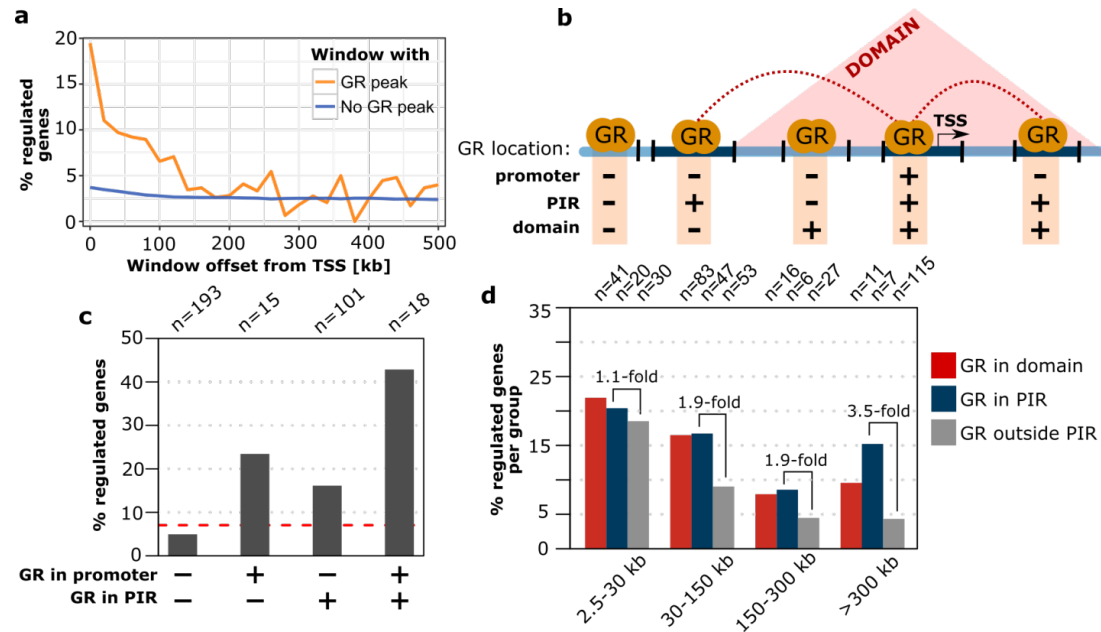 a
20
15
10
5
0
% regulated
genes
Window with
GR peak
No GR peak
0
100
200
300
400
500
Window offset from TSS [kb]
b
DOMAIN
TSS
GR GR GR GR GR
GR location:
promoter - - - + -
PIR - + - + +
domain - - + + +
c
n=193
n=15
n=101
n=18
50
40
30
20
10
0
% regulated genes
GR in promoter - + - +
GR in PIR - - + +
d
n=41
n=20
n=30
n=83
n=47
n=53
n=16
n=6
n=27
n=11
n=7
n=115
35
25
15
5
0
% regulated genes
per group
1.1-fold
1.9-fold
1.9-fold
3.5-fold
2.5-30 kb
30-150 kb
150-300 kb
>300 kb
GR in domain
GR in PIR
GR outside PIR